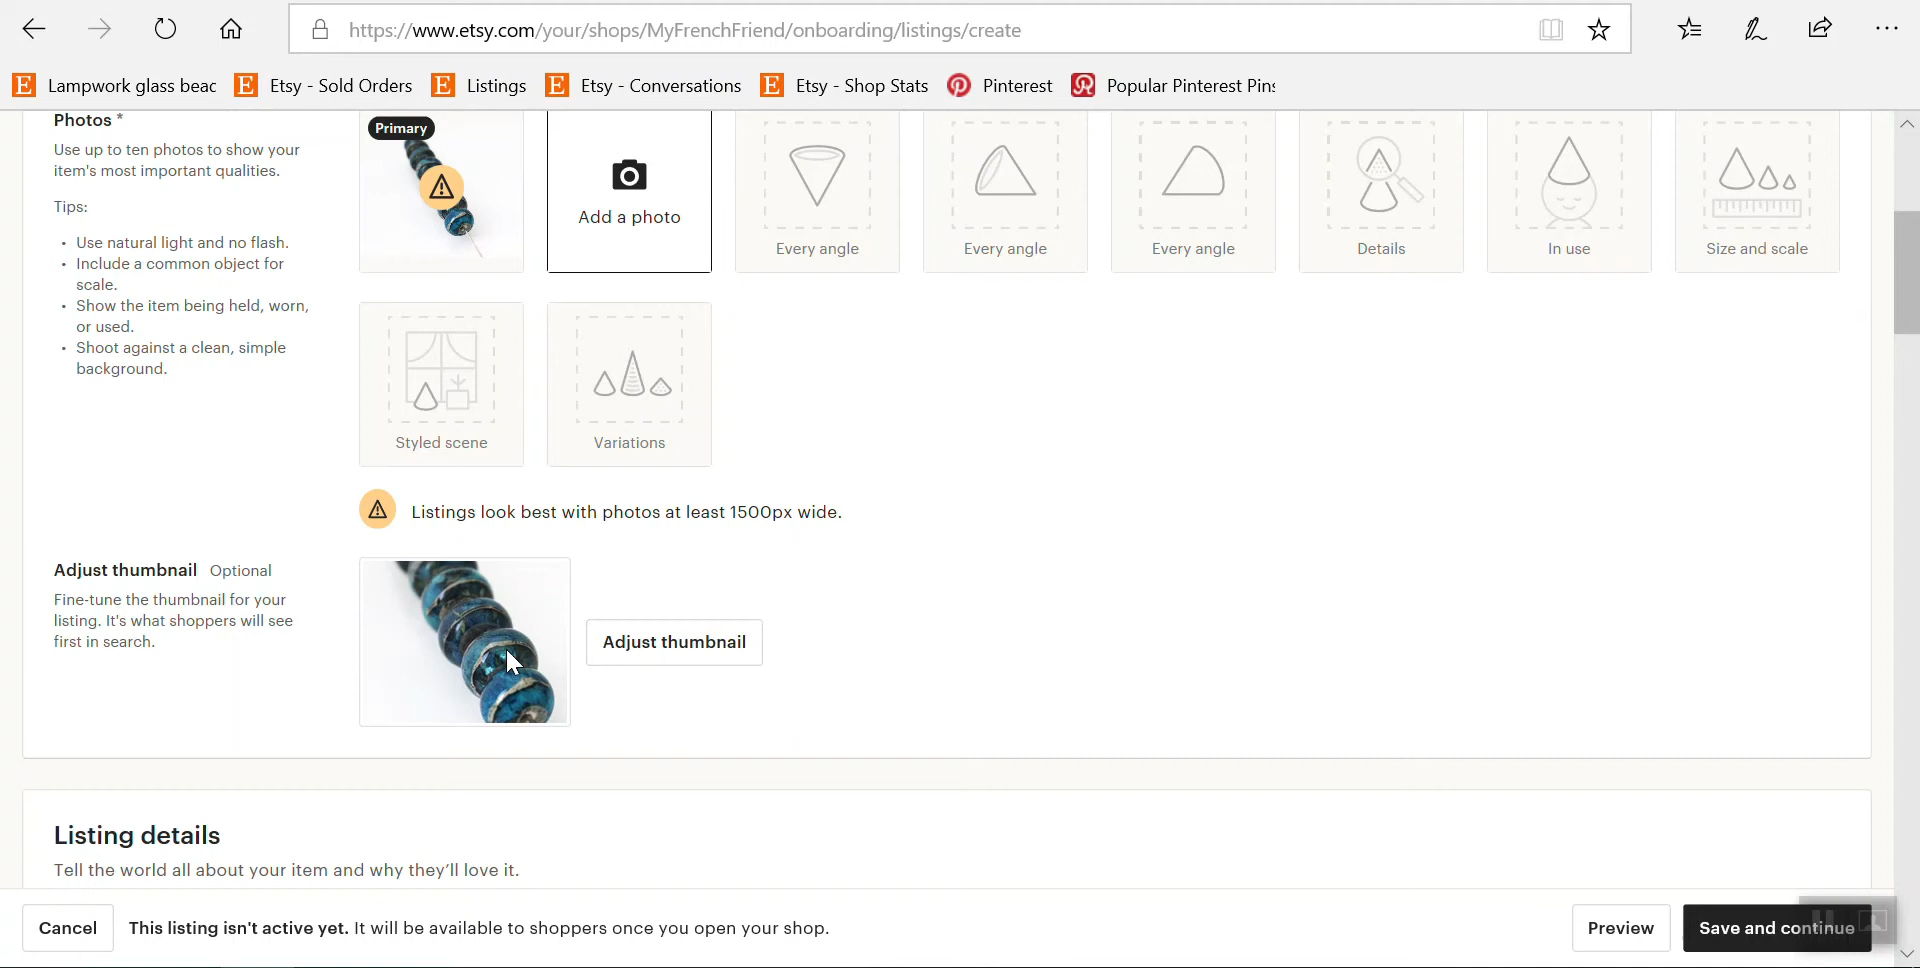 https://www.etsy.com/your/shops/MyFrenchFriend/onboarding/listings/create
Lampwork glass beac Etsy - Sold Orders Listings Etsy - Conversations Etsy - Shop Stats Pinterest Popular Pinterest Pins
Photos *
Use up to ten photos to show your
item's most important qualities.
Tips:
• Use natural light and no flash.
• Include a common object for
scale.
• Show the item being held, worn,
or used.
• Shoot against a clean, simple
background.
Primary
Add a photo
Every angle
Every angle
Every angle
Details
In use
Size and scale
Styled scene
Variations
Listings look best with photos at least 1500px wide.
Adjust thumbnail Optional
Fine-tune the thumbnail for your
listing. It's what shoppers will see
first in search.
Adjust thumbnail
Listing details
Tell the world all about your item and why they'll love it.
Cancel
This listing isn't active yet. It will be available to shoppers once you open your shop.
Preview
Save and continue